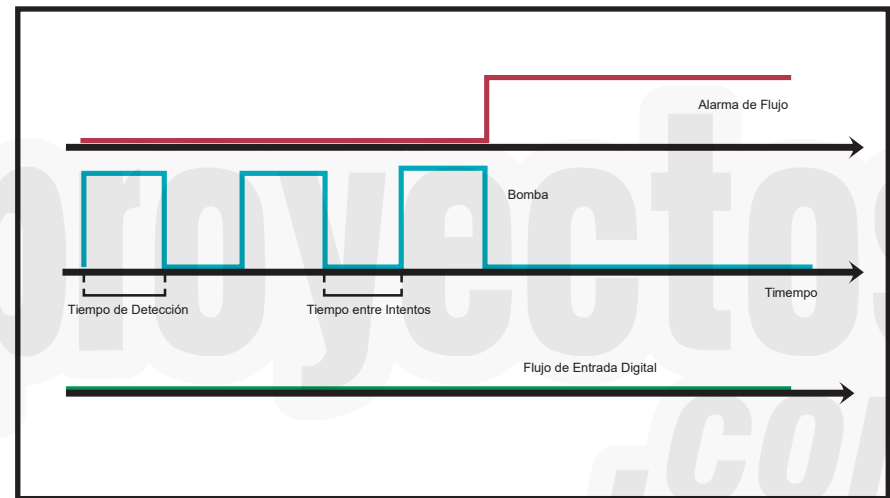 Alarma de Flujo
Bomba
Timempo
Tiempo de Detección
Tiempo entre Intentos
Flujo de Entrada Digital
proyectos
.com